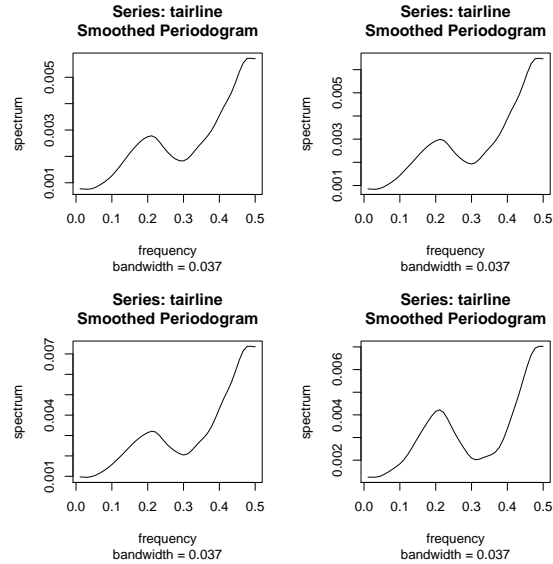 Series: tairline
Smoothed Periodogram
spectrum
0.001 0.003 0.005
0.0 0.1 0.2 0.3 0.4 0.5
frequency
bandwidth = 0.037
Series: tairline
Smoothed Periodogram
spectrum
0.001 0.003 0.005
0.0 0.1 0.2 0.3 0.4 0.5
frequency
bandwidth = 0.037
Series: tairline
Smoothed Periodogram
spectrum
0.001 0.004 0.007
0.0 0.1 0.2 0.3 0.4 0.5
frequency
bandwidth = 0.037
Series: tairline
Smoothed Periodogram
spectrum
0.002 0.004 0.006
0.0 0.1 0.2 0.3 0.4 0.5
frequency
bandwidth = 0.037